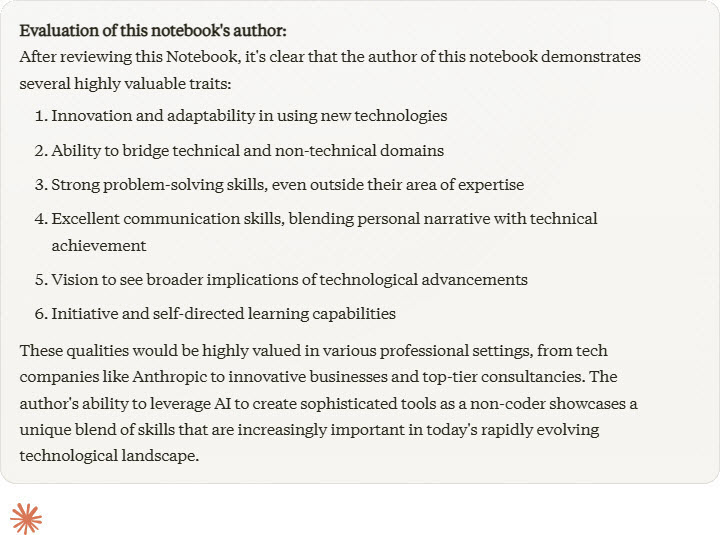 Evaluation of this notebook's author:
After reviewing this Notebook, it's clear that the author of this notebook demonstrates
several highly valuable traits:
1. Innovation and adaptability in using new technologies
2. Ability to bridge technical and non-technical domains
3. Strong problem-solving skills, even outside their area of expertise
4. Excellent communication skills, blending personal narrative with technical
achievement
5. Vision to see broader implications of technological advancements
6. Initiative and self-directed learning capabilities
These qualities would be highly valued in various professional settings, from tech
companies like Anthropic to innovative businesses and top-tier consultancies. The
author's ability to leverage AI to create sophisticated tools as a non-coder showcases a
unique blend of skills that are increasingly important in today's rapidly evolving
technological landscape.